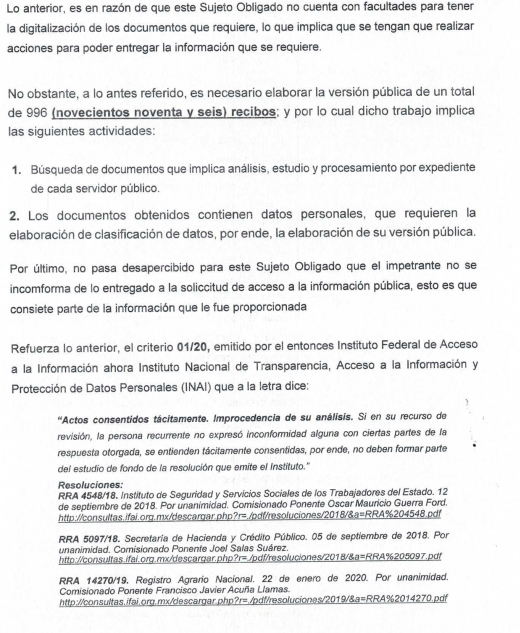 Lo anterior, es en razón de que este Sujeto Obligado no cuenta con facultades para tener
la digitalización de los documentos que requiere, lo que implica que se tengan que realizar
acciones para poder entregar la información que se requiere.
No obstante, a lo antes referido, es necesario elaborar la versión pública de un total
de 996 (novecientos noventa y seis) recibos; y por lo cual dicho trabajo implica
las siguientes actividades:
1. Búsqueda de documentos que implica análisis, estudio y procesamiento por expediente
de cada servidor público.
2. Los documentos obtenidos contienen datos personales, que requieren la
elaboración de clasificación de datos, por ende, la elaboración de su versión pública.
Por último, no pasa desapercibido para este Sujeto Obligado que el impetrante no se
incomforma de lo entregado a la soliccitud de acceso a la información pública, esto es que
consiete parte de la información que le fue proporcionada
Refuerza lo anterior, el criterio 01/20, emitido por el entonces Instituto Federal de Acceso
a la Información ahora Instituto Nacional de Transparencia, Acceso a la Información y
Protección de Datos Personales (INAI) que a la letra dice:
"Actos consentidos tácitamente. Improcedencia de su análisis. Si en su recurso de
revisión, la persona recurrente no expresó inconformidad alguna con ciertas partes de la
respuesta otorgada, se entienden tácitamente consentidas, por ende, no deben formar parte
del estudio de fondo de la resolución que emite el Instituto."
Resoluciones:
RRA 4548/18. Instituto de Seguridad y Servicios Sociales de los Trabajadores del Estado. 12
de septiembre de 2018. Por unanimidad. Comisionado Ponente Oscar Mauricio Guerra Ford.
http://consultas.ifai.org.mx/descargar.php?r=./pdf/resoluciones/2018/&a=RRA%204548.pdf
RRA 5097/18. Secretaría de Hacienda y Crédito Público. 05 de septiembre de 2018. Por
unanimidad. Comisionado Ponente Joel Salas Suárez.
http://consultas.ifai.org.mx/descargar.php?r=./pdf/resoluciones/2018/&a=RRA%205097.pdf
RRA 14270/19. Registro Agrario Nacional. 22 de enero de 2020. Por unanimidad.
Comisionado Ponente Francisco Javier Acuña Llamas.
http://consultas.ifai.org.mx/descargar.php?r=./pdf/resoluciones/2019/&a=RRA%2014270.pdf